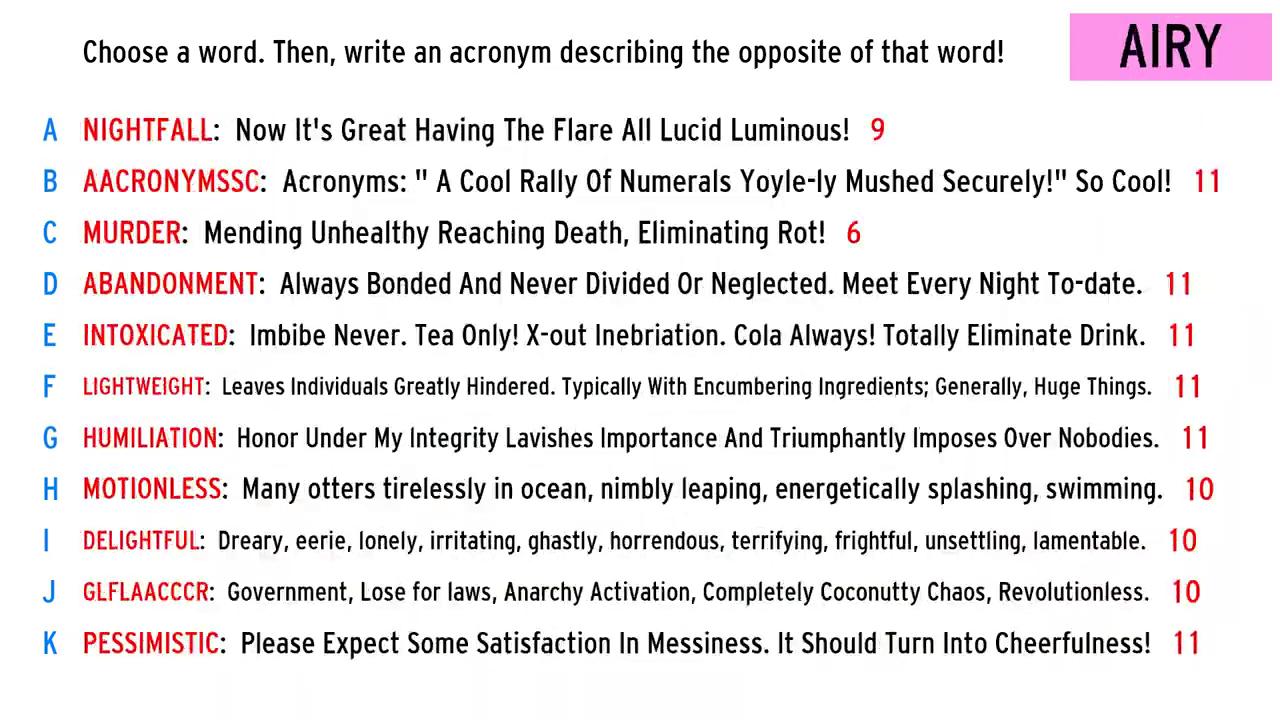 Choose a word. Then, write an acronym describing the opposite of that word!
AIRY
A NIGHTFALL: Now It's Great Having The Flare All Lucid Luminous! 9
B AACRONYMSSC: Acronyms: " A Cool Rally Of Numerals Yoyle-ly Mushed Securely!" So Cool! 11
C MURDER: Mending Unhealthy Reaching Death, Eliminating Rot! 6
D ABANDONMENT: Always Bonded And Never Divided Or Neglected. Meet Every Night To-date. 11
E INTOXICATED: Imbibe Never. Tea Only! X-out Inebriation. Cola Always! Totally Eliminate Drink. 11
F LIGHTWEIGHT: Leaves Individuals Greatly Hindered. Typically With Encumbering Ingredients; Generally, Huge Things. 11
G HUMILIATION: Honor Under My Integrity Lavishes Importance And Triumphantly Imposes Over Nobodies. 11
H MOTIONLESS: Many otters tirelessly in ocean, nimbly leaping, energetically splashing, swimming. 10
I DELIGHTFUL: Dreary, eerie, lonely, irritating, ghastly, horrendous, terrifying, frightful, unsettling, lamentable. 10
J GLFLAACCCR: Government, Lose for laws, Anarchy Activation, Completely Coconutty Chaos, Revolutionless. 10
K PESSIMISTIC: Please Expect Some Satisfaction In Messiness. It Should Turn Into Cheerfulness! 11